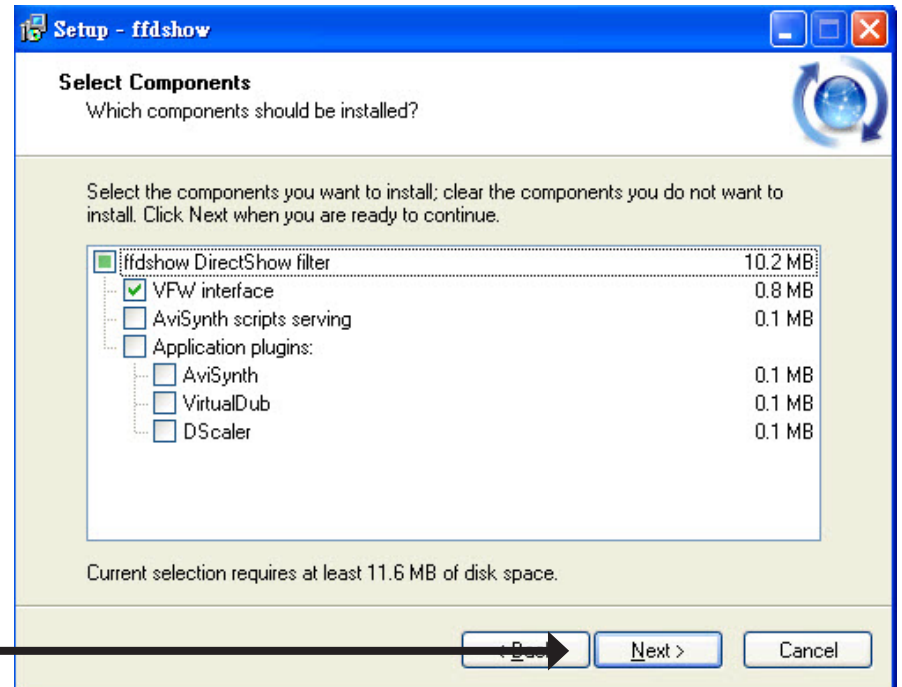 Setup - ffdshow
Select Components
Which components should be installed?
Select the components you want to install; clear the components you do not want to
install. Click Next when you are ready to continue.
ffdshow DirectShow filter 10.2 MB
VFW interface 0.8 MB
AviSynth scripts serving 0.1 MB
Application plugins:
AviSynth 0.1 MB
VirtualDub 0.1 MB
DScaler 0.1 MB
Current selection requires at least 11.6 MB of disk space.
Next > Cancel